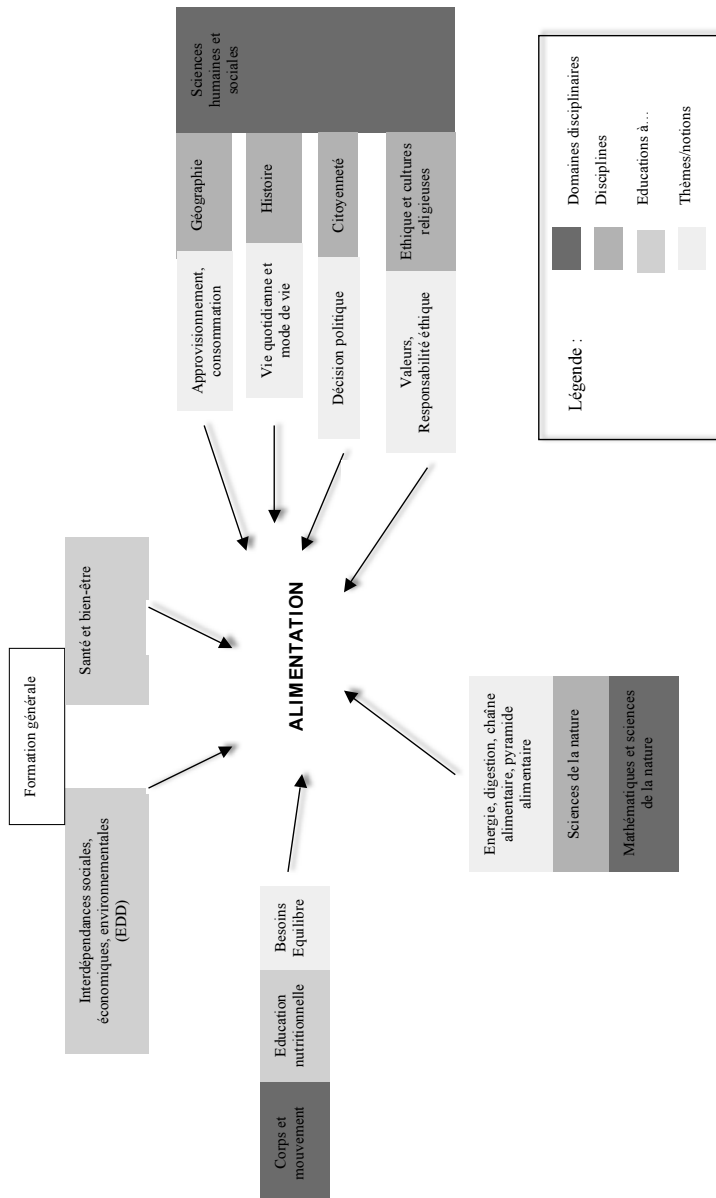 Formation générale
Interdépendances sociales,
économiques, environnementales
(EDD)
Santé et bien-être
Corps et
mouvement
Education
nutritionnelle
Besoins
Equilibre
ALIMENTATION
Approvisionnement,
consommation
Géographie
Sciences
humaines et
sociales
Vie quotidienne et
mode de vie
Histoire
Décision politique
Citoyenneté
Valeurs,
Responsabilité éthique
Ethique et cultures
religieuses
Energie, digestion, chaîne
alimentaire, pyramide
alimentaire
Sciences de la nature
Mathématiques et sciences
de la nature
Légende :
Domaines disciplinaires
Disciplines
Educations à…
Thèmes/notions